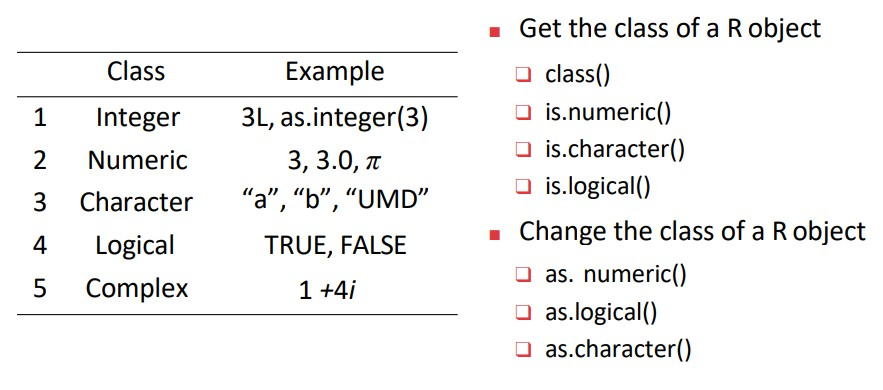 Class Example
1 Integer 3L, as.integer(3)
2 Numeric 3, 3.0, π
3 Character “a”, “b”, “UMD”
4 Logical TRUE, FALSE
5 Complex 1 +4i
Get the class of a R object
class()
is.numeric()
is.character()
is.logical()
Change the class of a R object
as. numeric()
as.logical()
as.character()